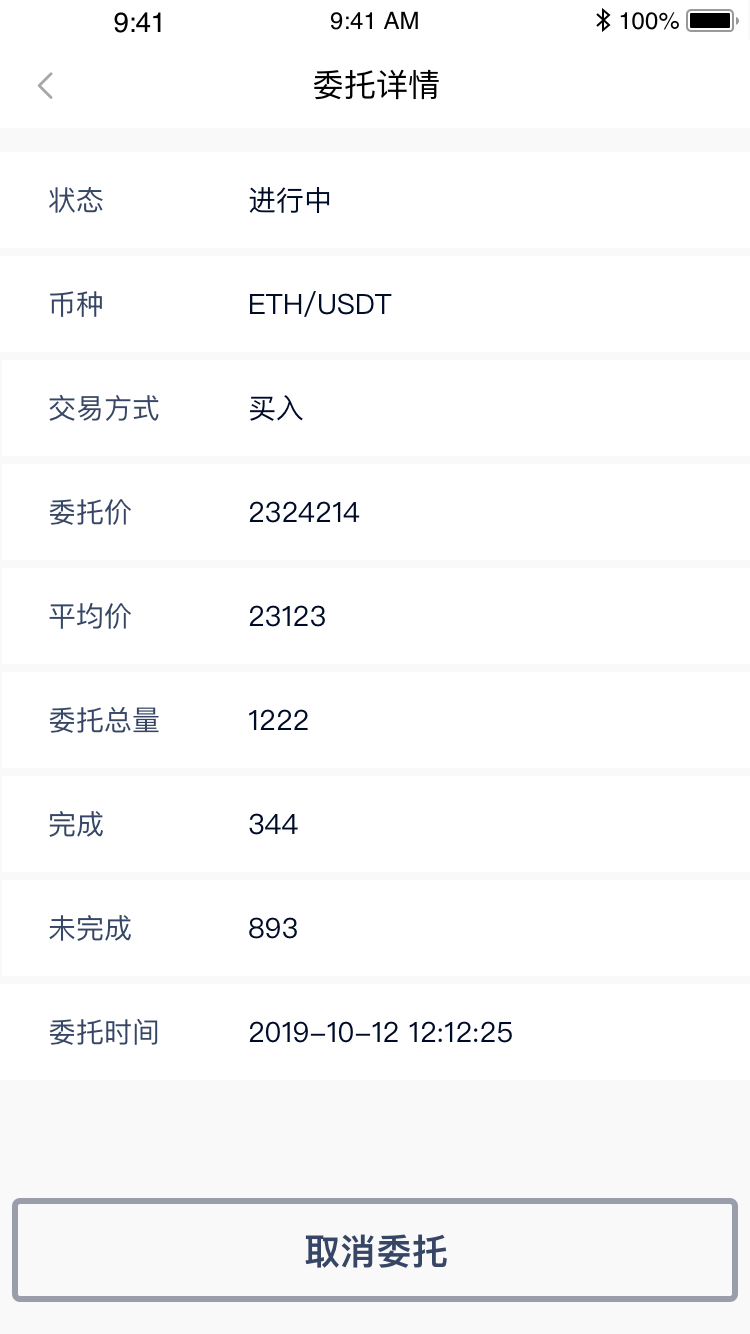 9:41 9:41 AM 100%
委托详情
状态 进行中
币种 ETH/USDT
交易方式 买入
委托价 2324214
平均价 23123
委托总量 1222
完成 344
未完成 893
委托时间 2019-10-12 12:12:25
取消委托